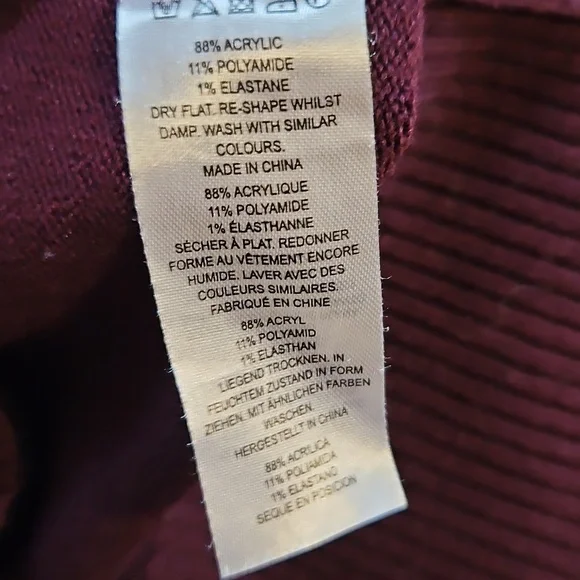 88% ACRYLIC
11% POLYAMIDE
1% ELASTANE
DRY FLAT. RE-SHAPE WHILST
DAMP. WASH WITH SIMILAR
COLOURS.
MADE IN CHINA
88% ACRYLIQUE
11% POLYAMIDE
1% ÉLASTHANNE
SÉCHER À PLAT. REDONNER
FORME AU VÊTEMENT ENCORE
HUMIDE. LAVER AVEC DES
COULEURS SIMILAIRES.
FABRIQUÉ EN CHINE
88% ACRYL
11% POLYAMID
1% ELASTHAN
LIEGEND TROCKNEN. IN
FEUCHTEM ZUSTAND IN FORM
ZIEHEN. MIT ÄHNLICHEN FARBEN
WASCHEN
HERGESTELLT IN CHINA
88% ACRÍLICA
11% POLIAMIDA
1% ELASTANO
SEQUE EN POSICIÓN